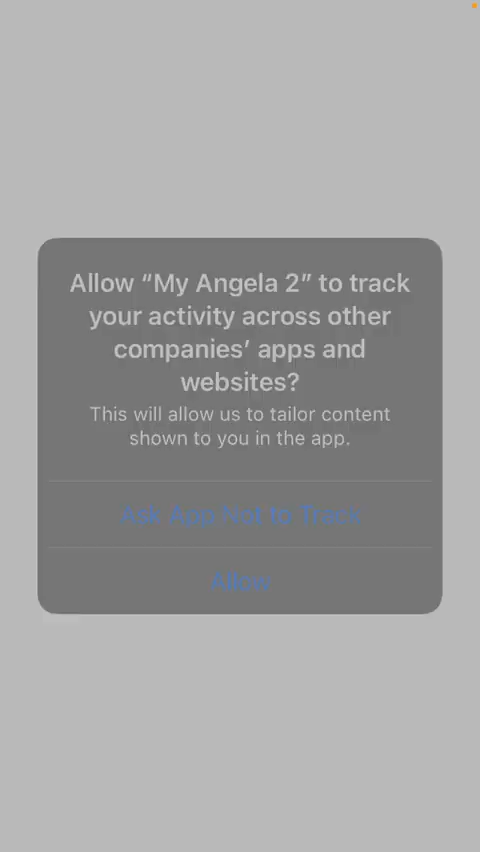 Allow “My Angela 2” to track
your activity across other
companies’ apps and
websites?
This will allow us to tailor content
shown to you in the app.
Ask App Not to Track
Allow